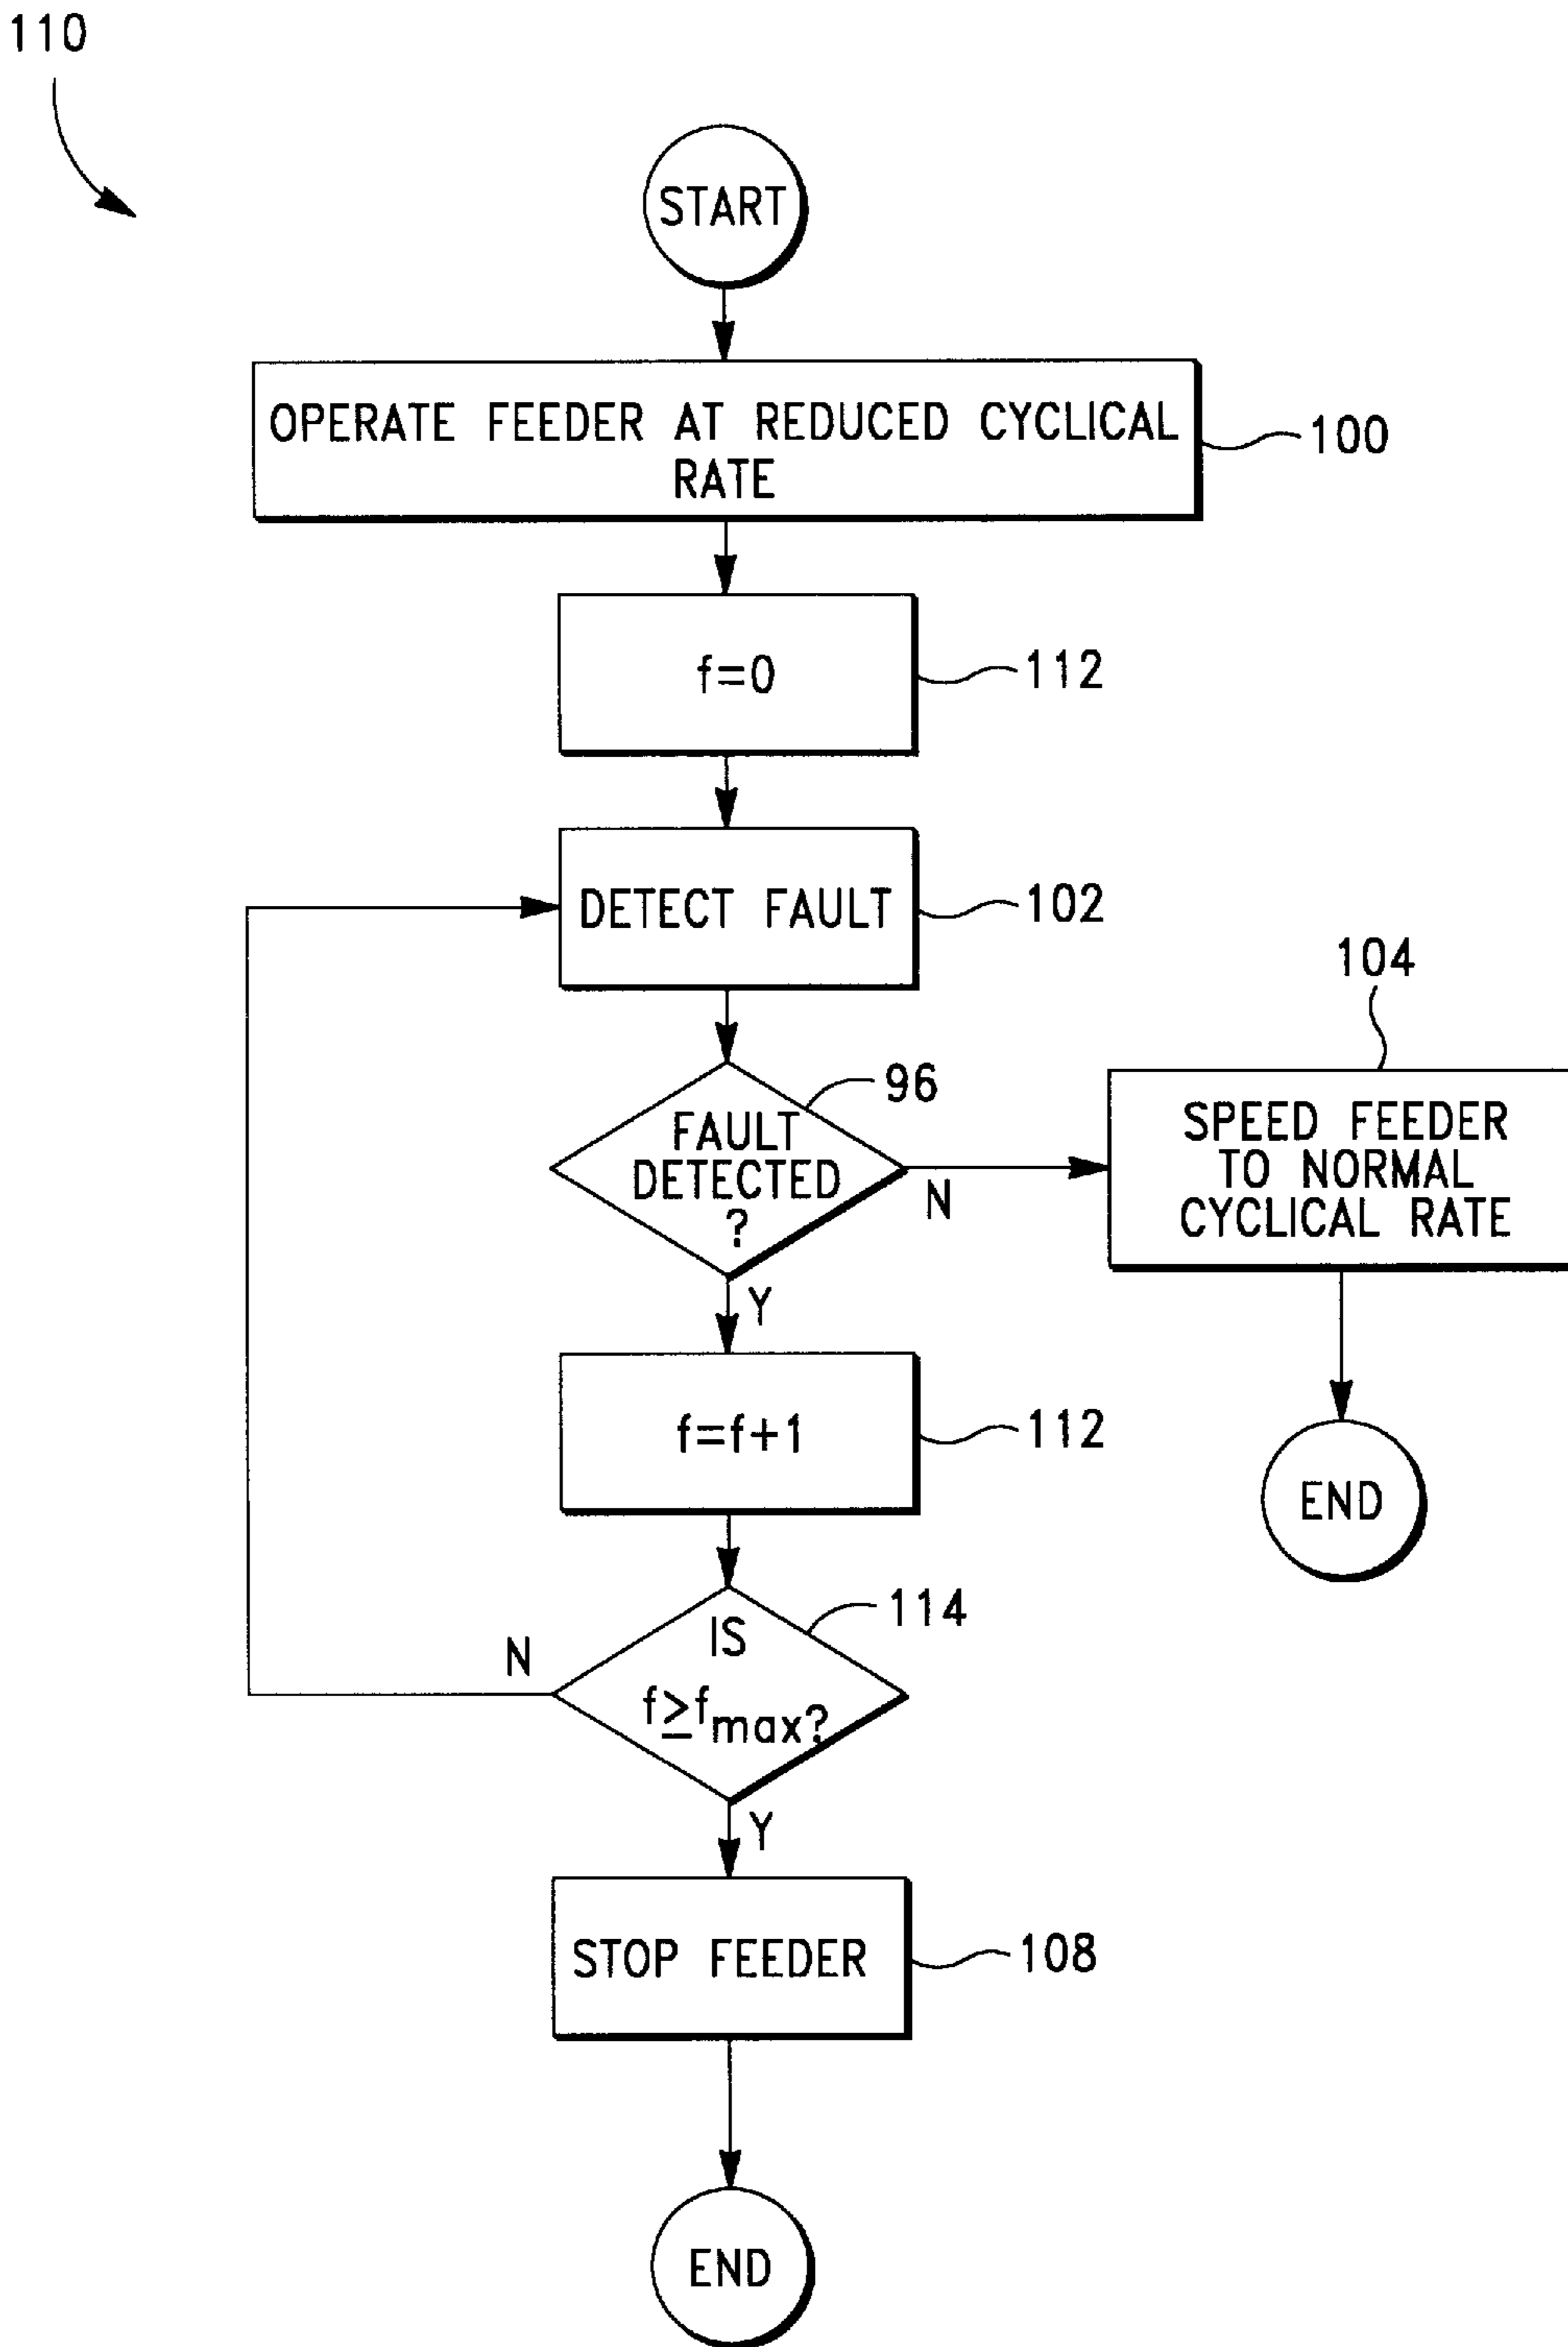 110
START
OPERATE FEEDER AT REDUCED CYCLICAL
RATE
100
f=0
112
DETECT FAULT
102
104
96
FAULT
DETECTED
?
N
SPEED FEEDER
TO NORMAL
CYCLICAL RATE
Y
f=f+1
112
END
IS
f≥fmax?
114
N
Y
STOP FEEDER
108
END